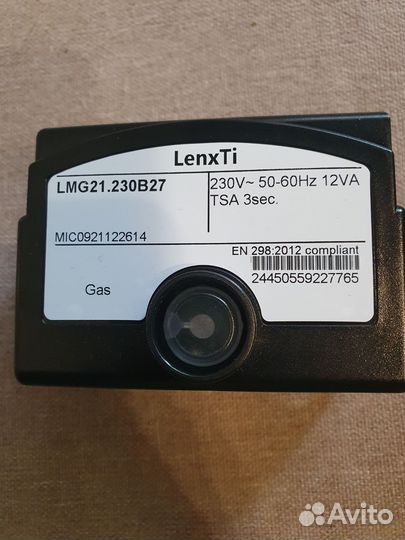 LenxTi
LMG21.230B27
230V~ 50-60Hz 12VA
TSA 3sec.
MIC0921122614
EN 298:2012 compliant
24450559227765
Gas
Avito